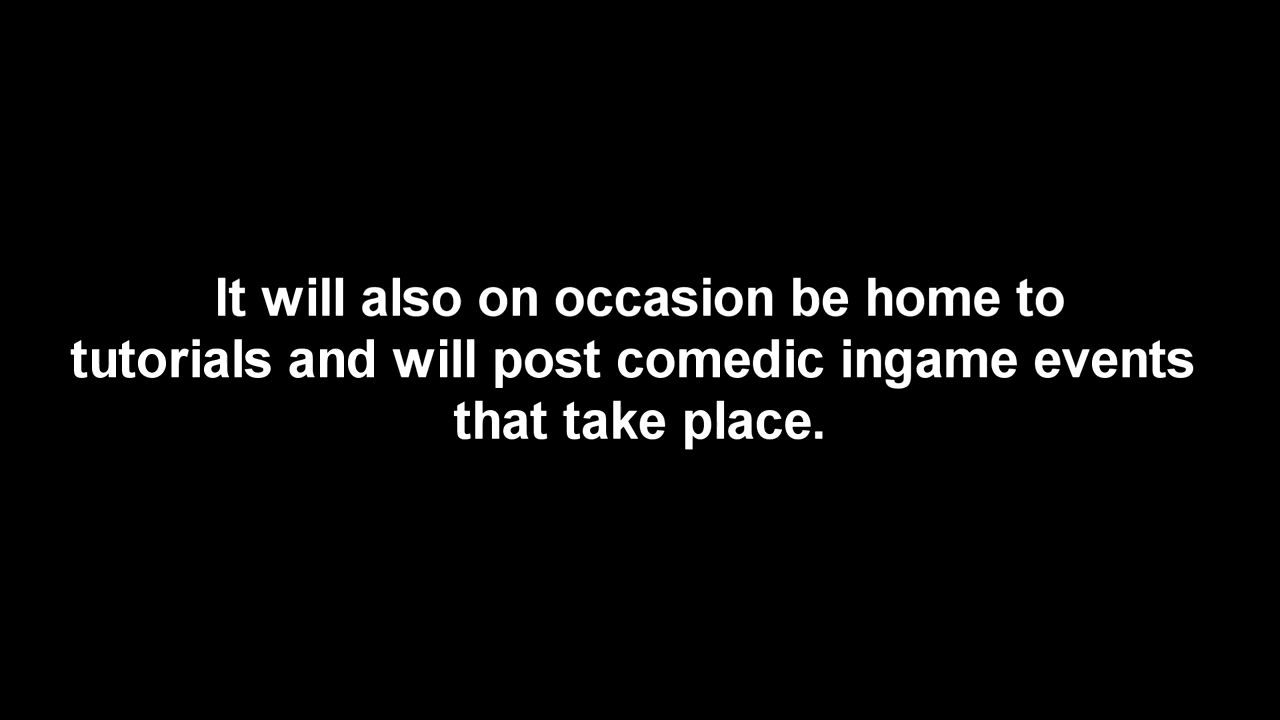 It will also on occasion be home to
tutorials and will post comedic ingame events
that take place.